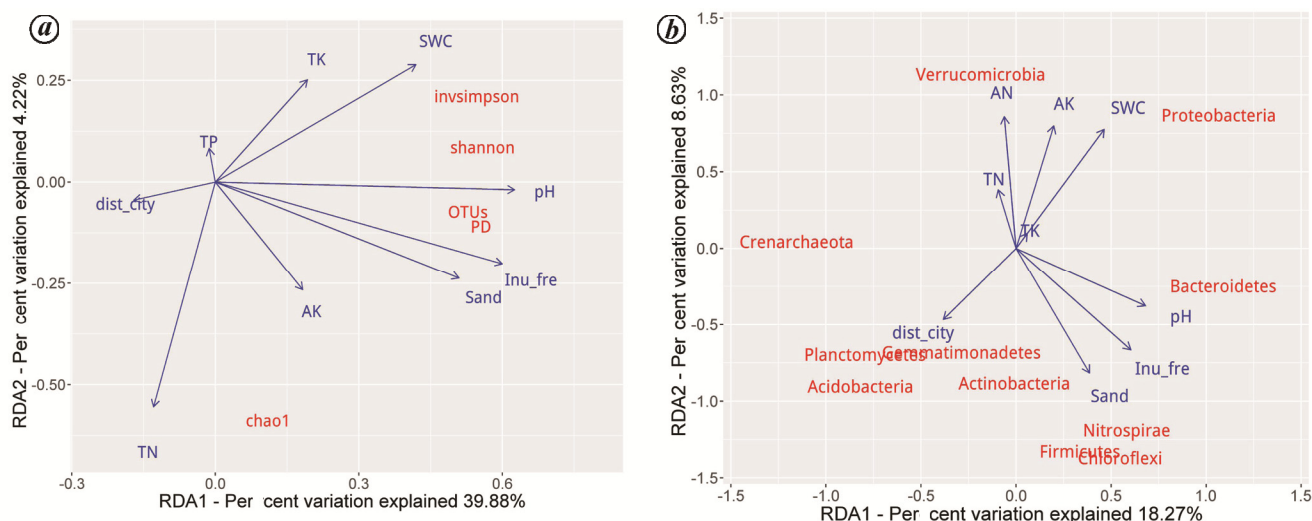 a
SWC
TK
0.25
invsimpson
TP
shannon
0.00
pH
dist_city
OTUs
PD
Inu_fre
-0.25
Sand
AK
-0.50
chao1
TN
-0.3
0.0
0.3
0.6
RDA1 - Per cent variation explained 39.88%
RDA2 - Per cent variation explained 4.22%
b
1.5
Verrucomicrobia
1.0
AN
AK
SWC
Proteobacteria
0.5
TN
TK
Crenarchaeota
0.0
Bacteroidetes
pH
-0.5
dist_city
Planctomycetes
Gemmatimonadetes
Inu_fre
Acidobacteria
Actinobacteria
Sand
-1.0
Nitrospirae
Firmicutes
Chloroflexi
-1.5
-1.5
-1.0
-0.5
0.0
0.5
1.0
1.5
RDA1 - Per cent variation explained 18.27%
RDA2 - Per cent variation explained 8.63%